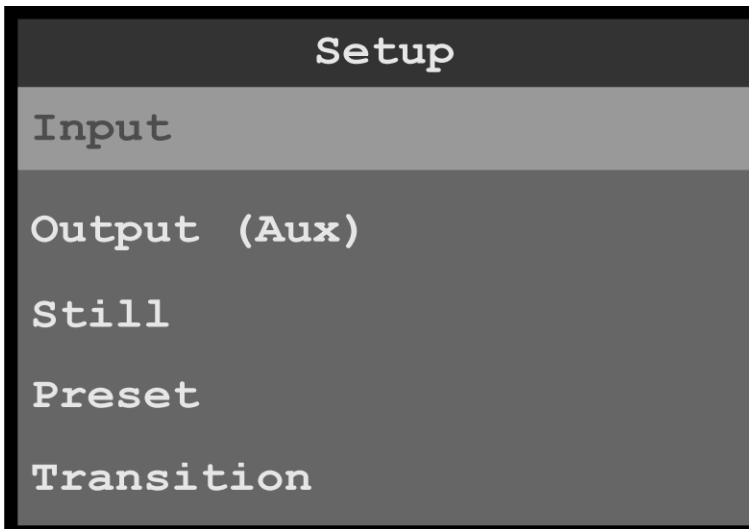 Setup
Input
Output (Aux)
Still
Preset
Transition